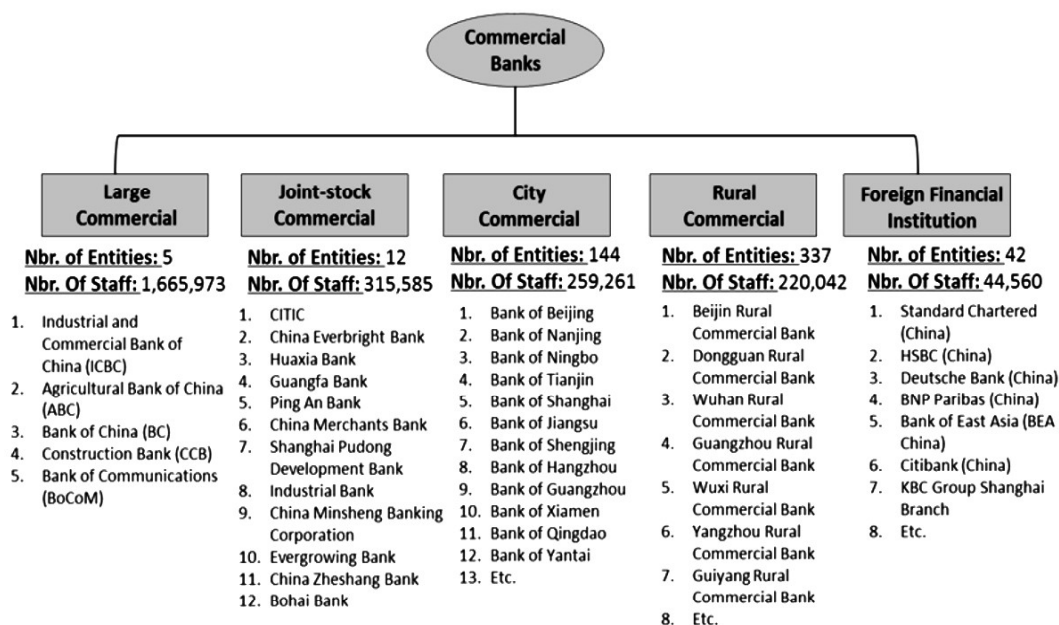 Commercial
Banks
Large
Commercial
Nbr. of Entities: 5
Nbr. Of Staff: 1,665,973
1. Industrial and
Commercial Bank of
China (ICBC)
2. Agricultural Bank of China
(ABC)
3. Bank of China (BC)
4. Construction Bank (CCB)
5. Bank of Communications
(BoCoM)
Joint-stock
Commercial
Nbr. of Entities: 12
Nbr. Of Staff: 315,585
1. CITIC
2. China Everbright Bank
3. Huaxia Bank
4. Guangfa Bank
5. Ping An Bank
6. China Merchants Bank
7. Shanghai Pudong
Development Bank
8. Industrial Bank
9. China Minsheng Banking
Corporation
10. Evergrowing Bank
11. China Zheshang Bank
12. Bohai Bank
City
Commercial
Nbr. of Entities: 144
Nbr. Of Staff: 259,261
1. Bank of Beijing
2. Bank of Nanjing
3. Bank of Ningbo
4. Bank of Tianjin
5. Bank of Shanghai
6. Bank of Jiangsu
7. Bank of Shengjing
8. Bank of Hangzhou
9. Bank of Guangzhou
10. Bank of Xiamen
11. Bank of Qingdao
12. Bank of Yantai
13. Etc.
Rural
Commercial
Nbr. of Entities: 337
Nbr. Of Staff: 220,042
1. Beijin Rural
Commercial Bank
2. Dongguan Rural
Commercial Bank
3. Wuhan Rural
Commercial Bank
4. Guangzhou Rural
Commercial Bank
5. Wuxi Rural
Commercial Bank
6. Yangzhou Rural
Commercial Bank
7. Guiyang Rural
Commercial Bank
8. Etc.
Foreign Financial
Institution
Nbr. of Entities: 42
Nbr. Of Staff: 44,560
1. Standard Chartered
(China)
2. HSBC (China)
3. Deutsche Bank (China)
4. BNP Paribas (China)
5. Bank of East Asia (BEA
China)
6. Citibank (China)
7. KBC Group Shanghai
Branch
8. Etc.